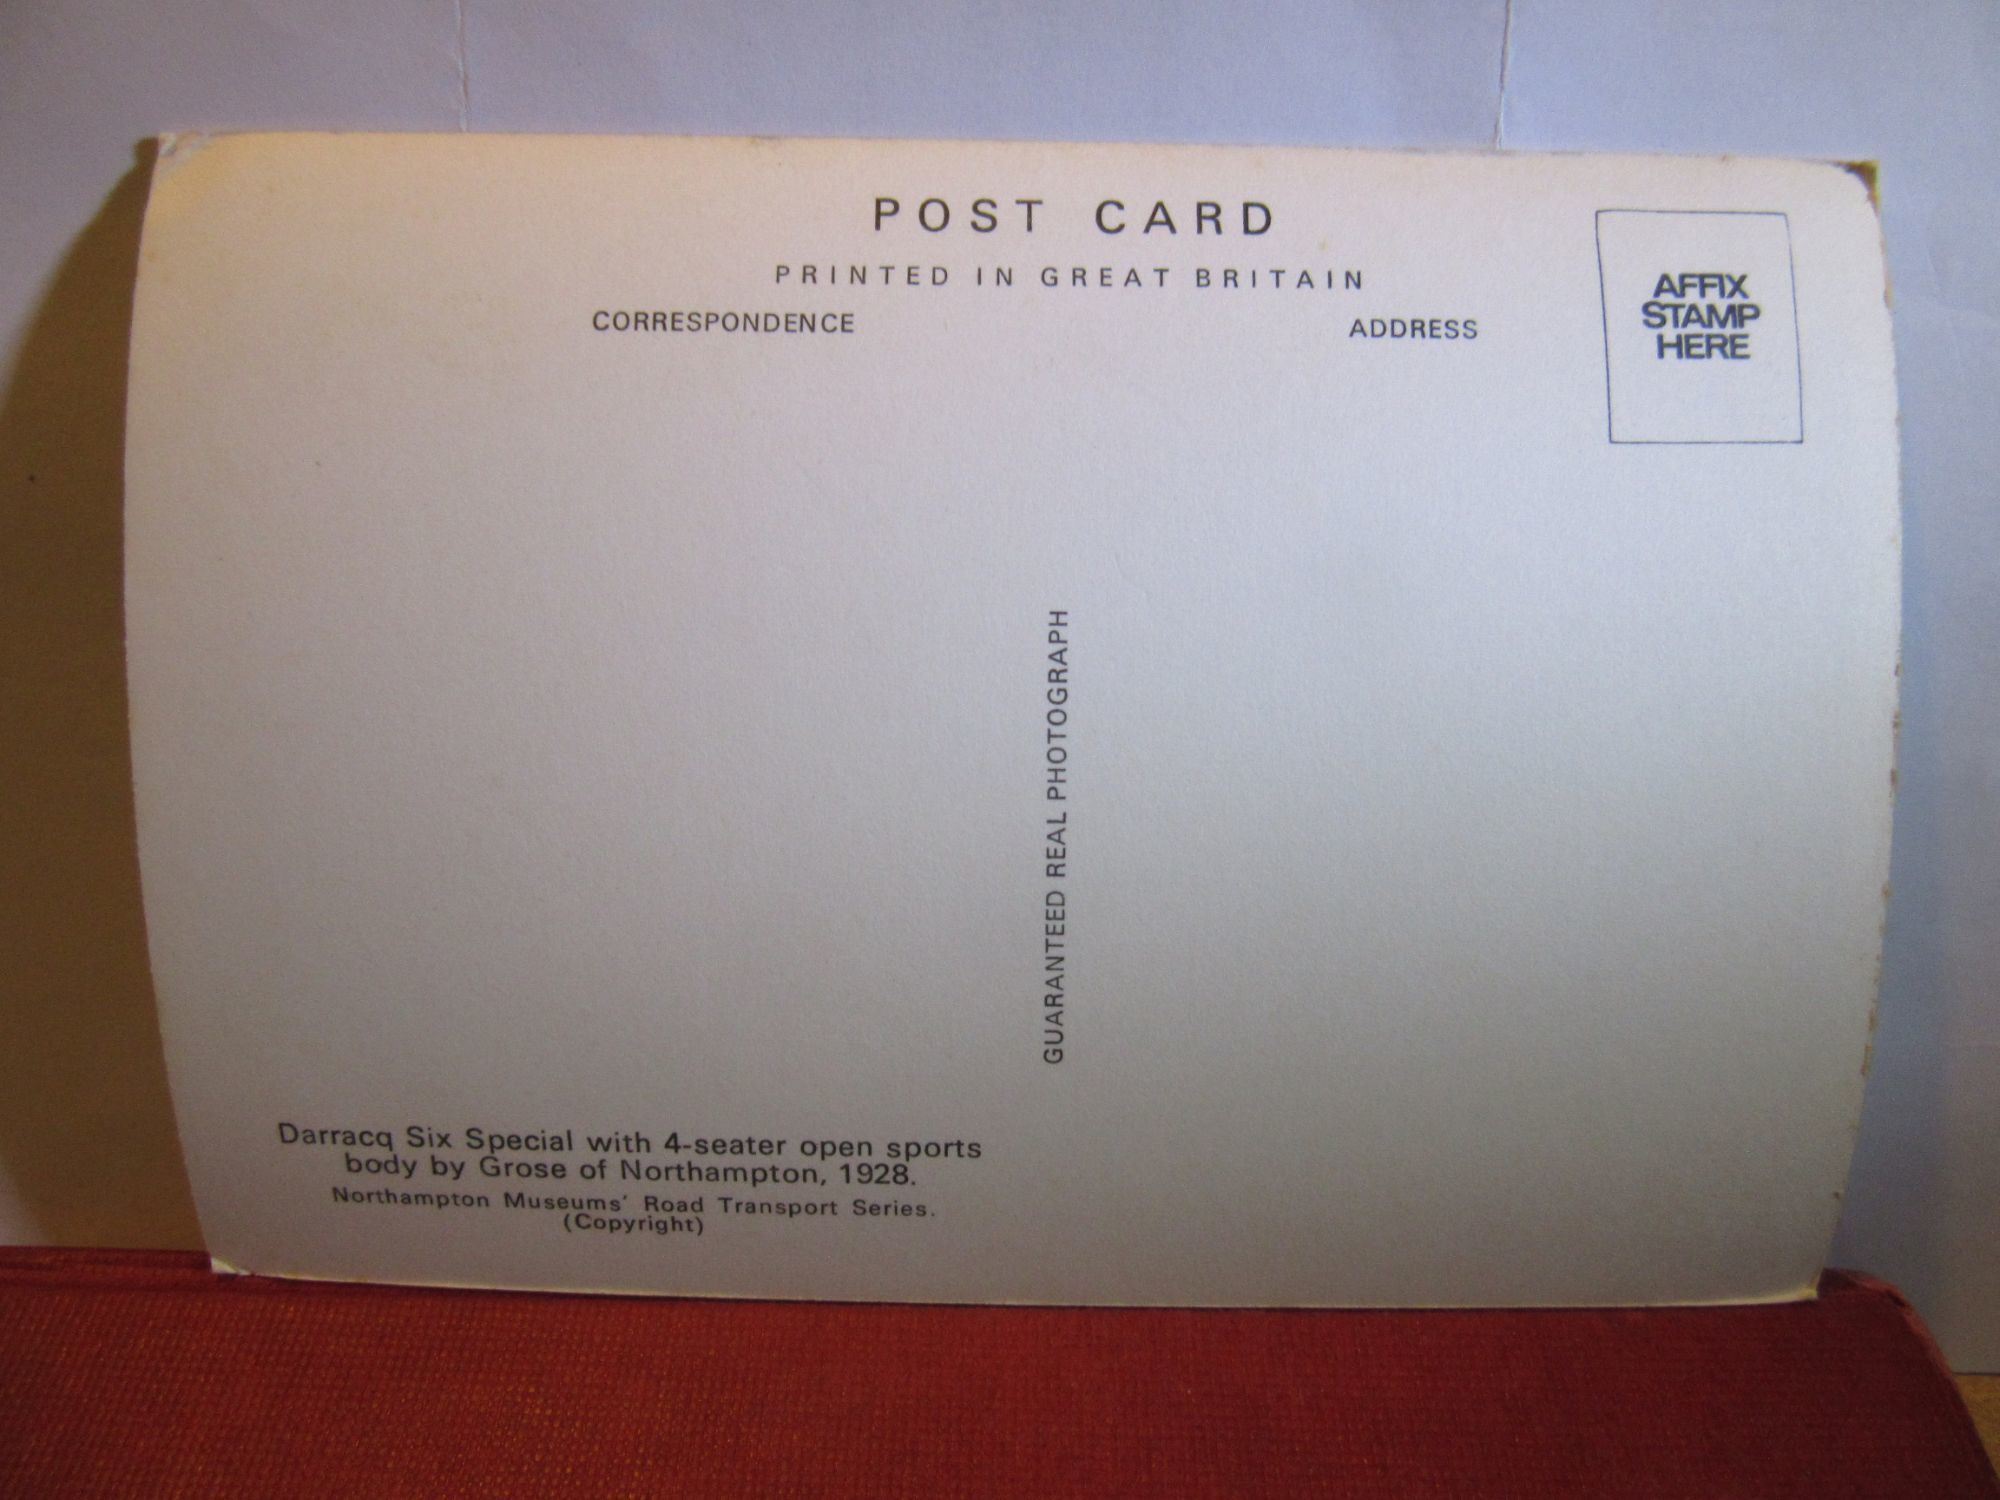 POST CARD
PRINTED IN GREAT BRITAIN
CORRESPONDENCE
ADDRESS
AFFIX
STAMP
HERE
GUARANTEED REAL PHOTOGRAPH
Darracq Six Special with 4-seater open sports
body by Grose of Northampton, 1928.
Northampton Museums' Road Transport Series.
(Copyright)